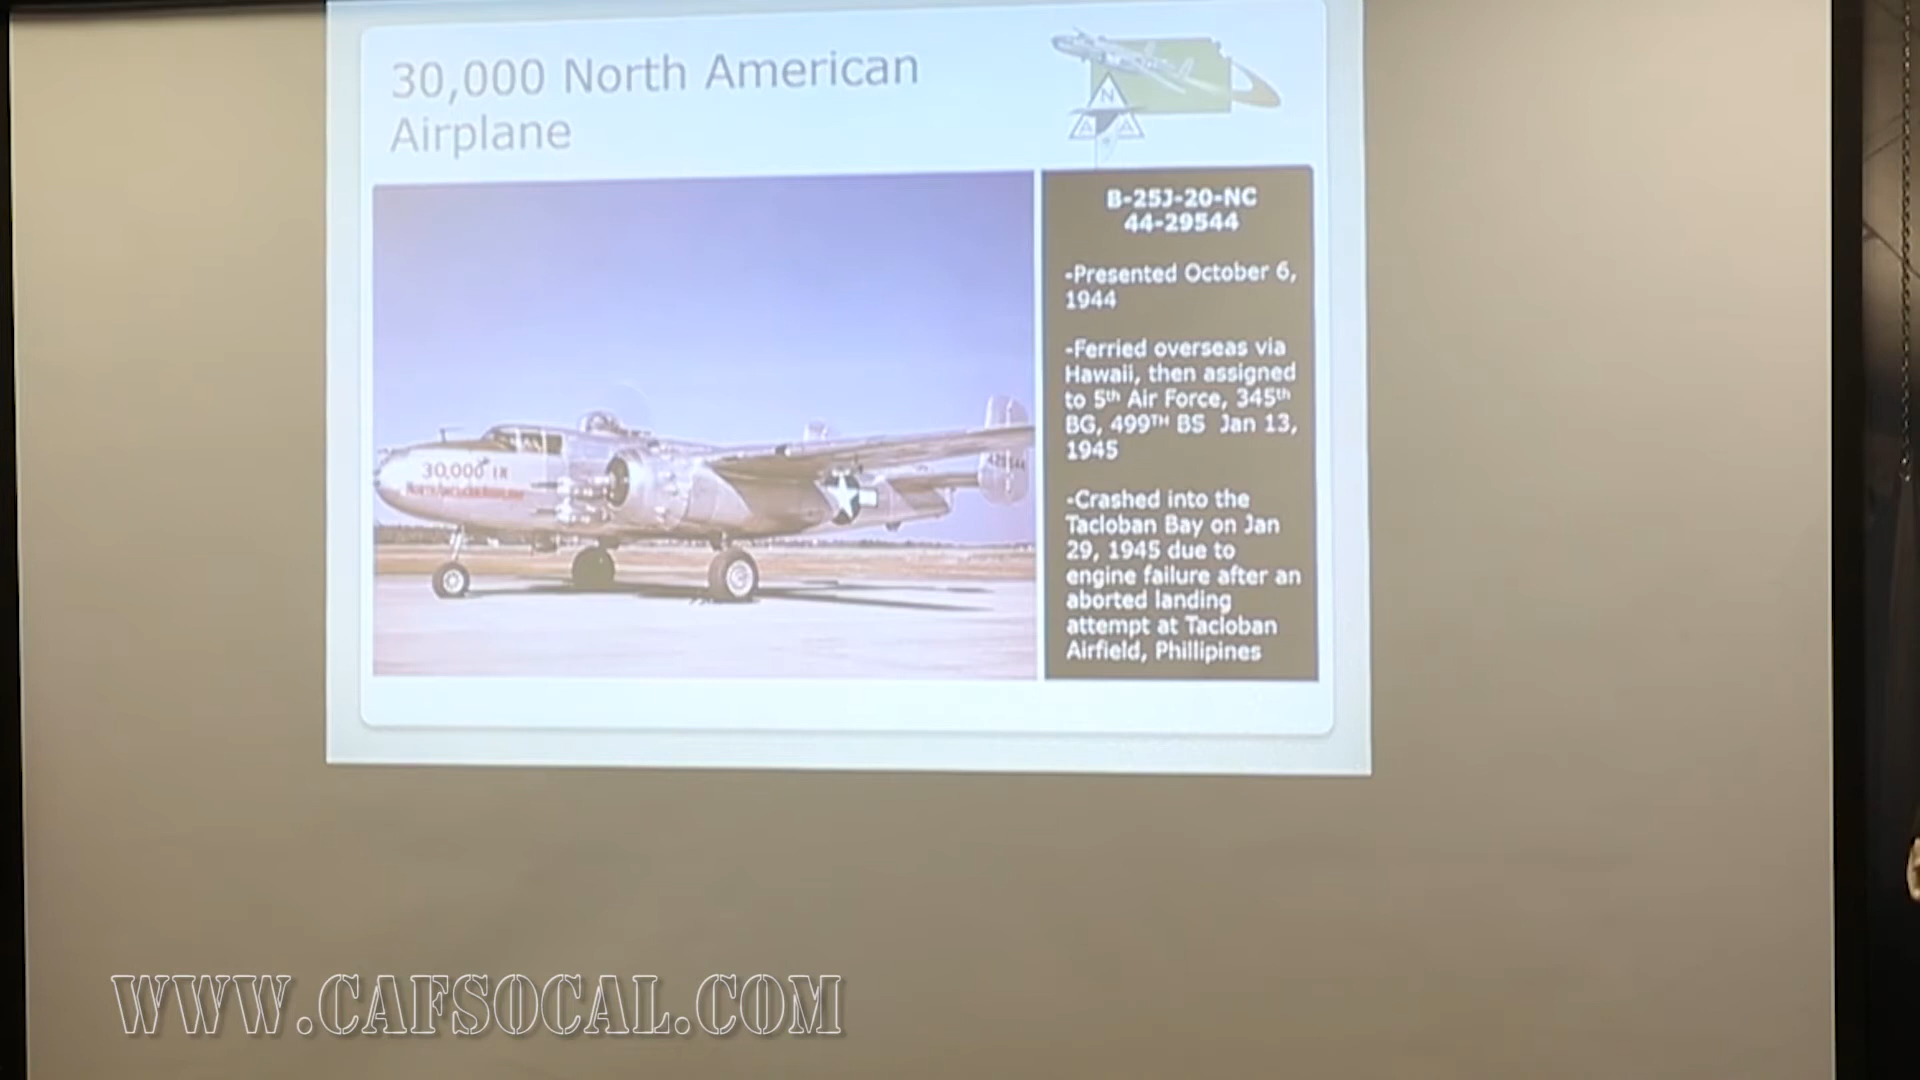 30,000 North American
Airplane
N
A A
B-25J-20-NC
44-29544
-Presented October 6,
1944
-Ferried overseas via
Hawaii, then assigned
to 5th Air Force, 345th
BG, 499TH BS Jan 13,
1945
-Crashed into the
Tacloban Bay on Jan
29, 1945 due to
engine failure after an
aborted landing
attempt at Tacloban
Airfield, Phillipines
30,000
NORTH AMERICAN AIRPLANE
WWW.CAFSOCAL.COM